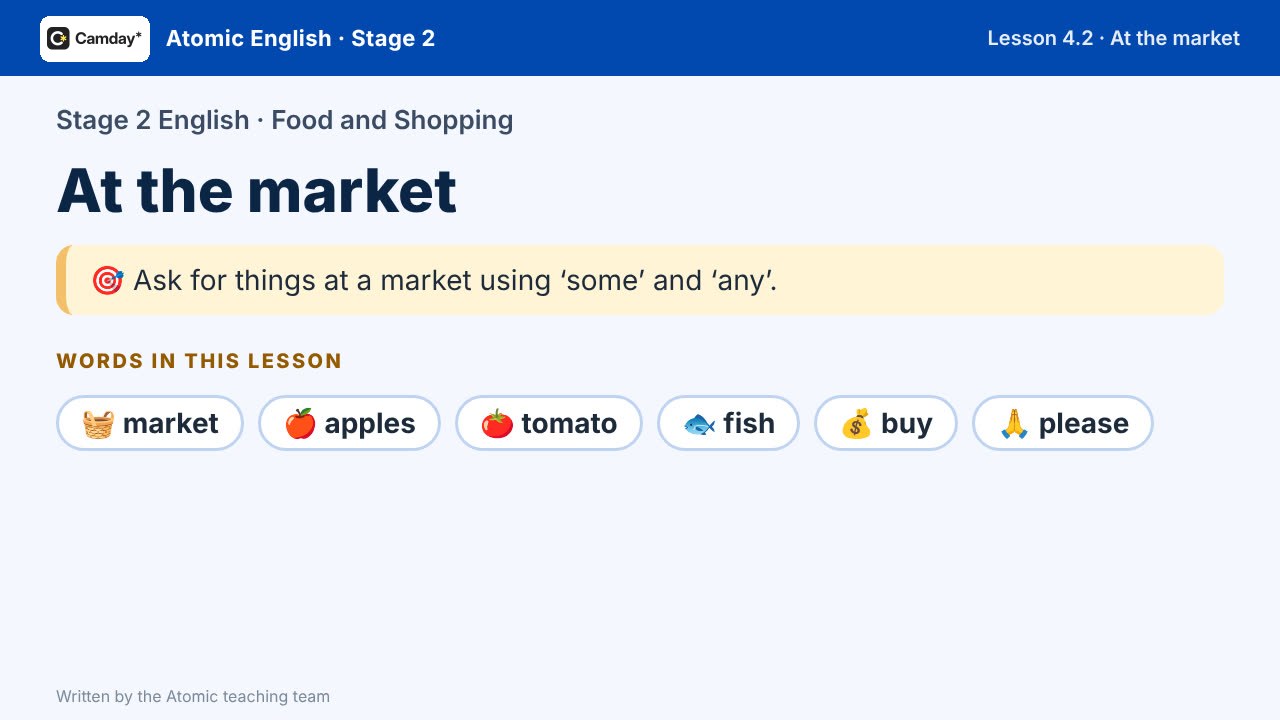 Camday*
Atomic English · Stage 2
Lesson 4.2 · At the market
Stage 2 English · Food and Shopping
At the market
🎯 Ask for things at a market using ‘some’ and ‘any’.
WORDS IN THIS LESSON
🧺 market 🍎 apples 🍅 tomato 🐟 fish 💰 buy 🙏 please
Written by the Atomic teaching team